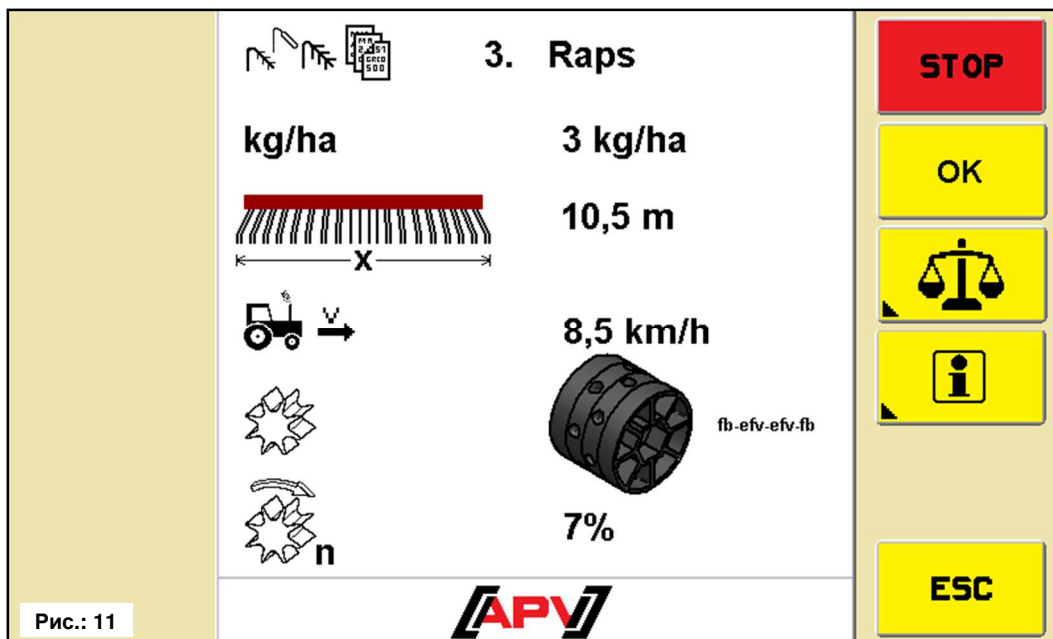 3. Raps
STOP
kg/ha 3 kg/ha
OK
10,5 m
X
V
8,5 km/h
fb-efv-efv-fb
n
7%
ESC
APV
Рис.: 11